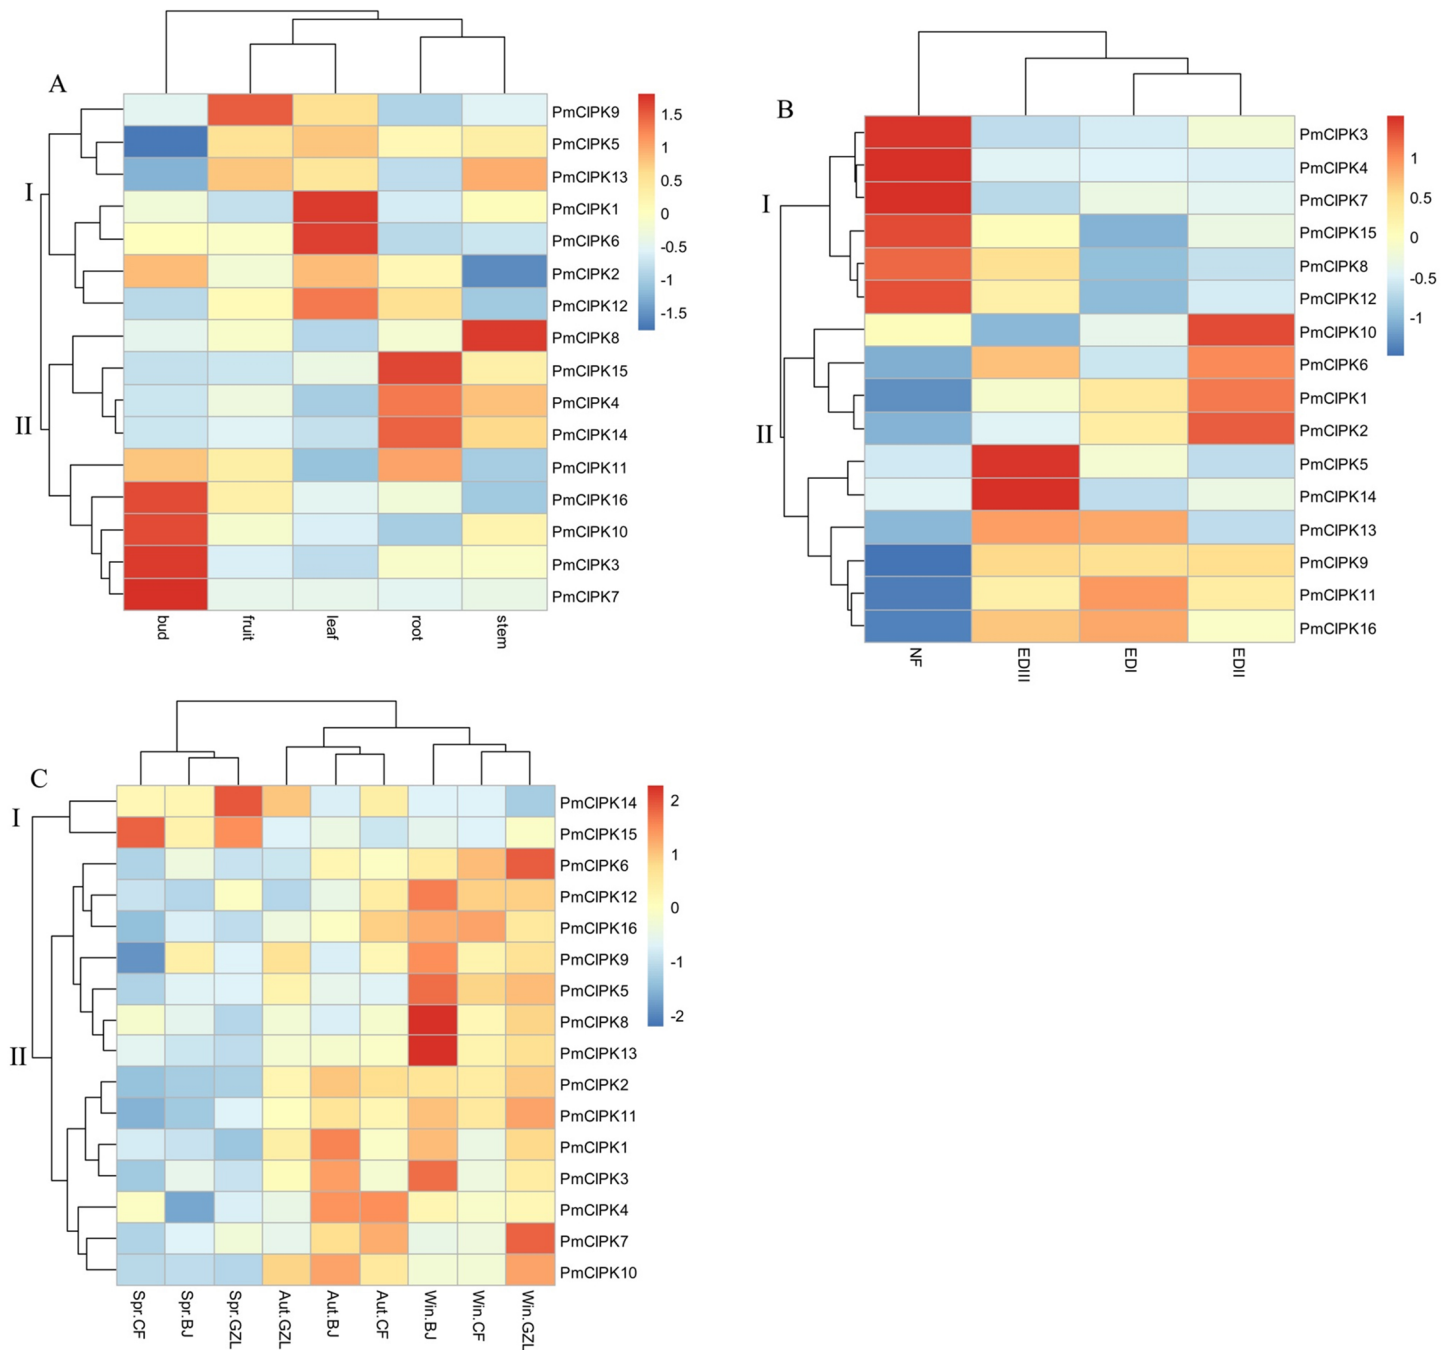 A
I
II
PmCIPK9
PmCIPK5
PmCIPK13
PmCIPK1
PmCIPK6
PmCIPK2
PmCIPK12
PmCIPK8
PmCIPK15
PmCIPK4
PmCIPK14
PmCIPK11
PmCIPK16
PmCIPK10
PmCIPK3
PmCIPK7
1.5
1
0.5
0
-0.5
-1
-1.5
bud
fruit
leaf
root
stem
B
I
II
PmCIPK3
PmCIPK4
PmCIPK7
PmCIPK15
PmCIPK8
PmCIPK12
PmCIPK10
PmCIPK6
PmCIPK1
PmCIPK2
PmCIPK5
PmCIPK14
PmCIPK13
PmCIPK9
PmCIPK11
PmCIPK16
1
0.5
0
-0.5
-1
NF
EDIII
EDI
EDII
C
I
II
PmCIPK14
PmCIPK15
PmCIPK6
PmCIPK12
PmCIPK16
PmCIPK9
PmCIPK5
PmCIPK8
PmCIPK13
PmCIPK2
PmCIPK11
PmCIPK1
PmCIPK3
PmCIPK4
PmCIPK7
PmCIPK10
2
1
0
-1
-2
Spr.CF
Spr.BJ
Spr.GZL
Aut.GZL
Aut.BJ
Aut.CF
Win.BJ
Win.CF
Win.GZL